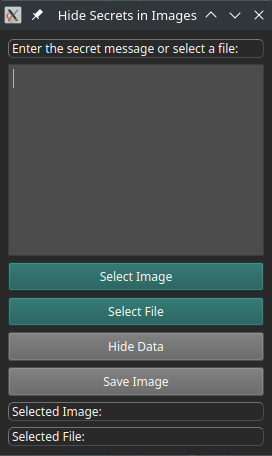 Hide Secrets in Images
Enter the secret message or select a file:
Select Image
Select File
Hide Data
Save Image
Selected Image:
Selected File: